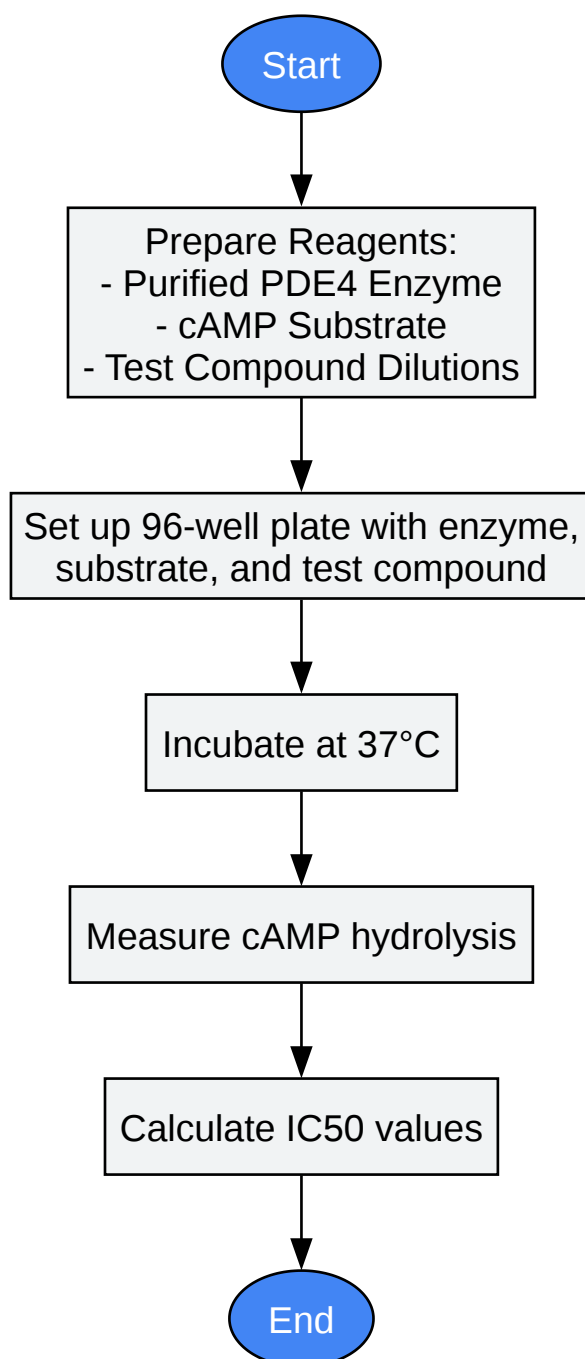 Start
Prepare Reagents:
- Purified PDE4 Enzyme
- cAMP Substrate
- Test Compound Dilutions
Set up 96-well plate with enzyme,
substrate, and test compound
Incubate at 37°C
Measure cAMP hydrolysis
Calculate IC50 values
End